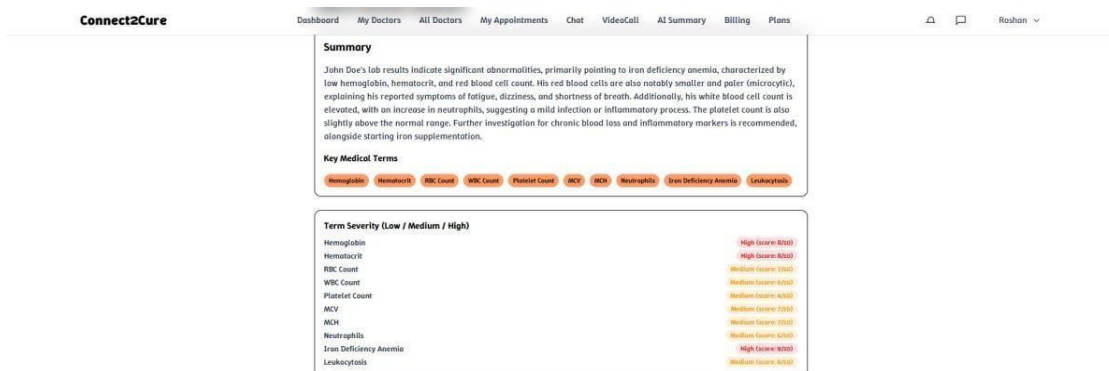 Connect2Cure Dashboard My Doctors All Doctors My Appointments Chat VideoCall AI Summary Billing Plans Roshan
Summary
John Doe's lab results indicate significant abnormalities, primarily pointing to iron deficiency anemia, characterized by
low hemoglobin, hematocrit, and red blood cell count. His red blood cells are also notably smaller and paler (microcytic),
explaining his reported symptoms of fatigue, dizziness, and shortness of breath. Additionally, his white blood cell count is
elevated, with an increase in neutrophils, suggesting a mild infection or inflammatory process. The platelet count is also
slightly above the normal range. Further investigation for chronic blood loss and inflammatory markers is recommended,
alongside starting iron supplementation.
Key Medical Terms
Hemoglobin Hematocrit RBC Count WBC Count Platelet Count MCV MCH Neutrophils Iron Deficiency Anemia Leukocytosis
Term Severity (Low / Medium / High)
Hemoglobin High (score: 8/10)
Hematocrit High (score: 8/10)
RBC Count Medium (score: 7/10)
WBC Count Medium (score: 6/10)
Platelet Count Medium (score: 4/10)
MCV Medium (score: 7/10)
MCH Medium (score: 7/10)
Neutrophils Medium (score: 6/10)
Iron Deficiency Anemia High (score: 9/10)
Leukocytosis Medium (score: 6/10)